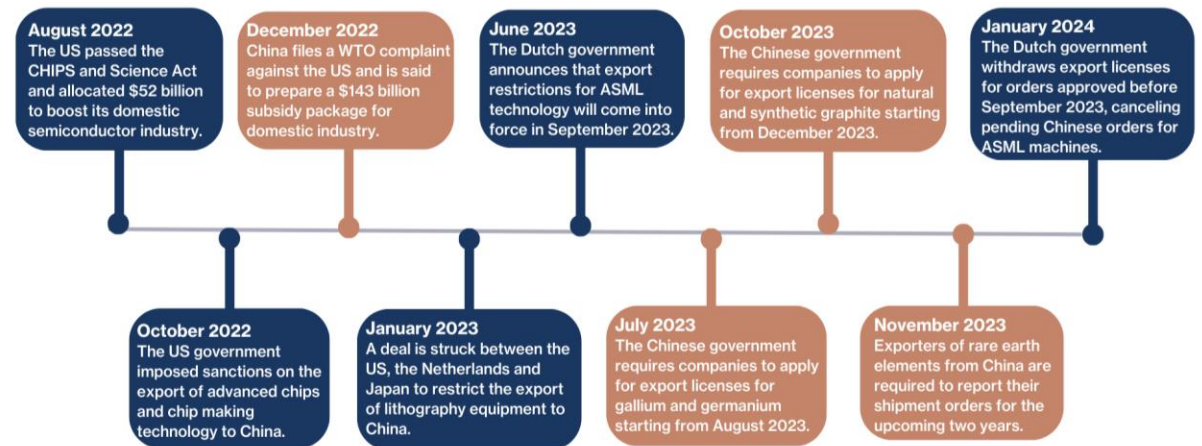 August 2022
The US passed the
CHIPS and Science Act
and allocated $52 billion
to boost its domestic
semiconductor industry.
October 2022
The US government
imposed sanctions on the
export of advanced chips
and chip making
technology to China.
December 2022
China files a WTO complaint
against the US and is said
to prepare a $143 billion
subsidy package for
domestic industry.
January 2023
A deal is struck between the
US, the Netherlands and
Japan to restrict the export
of lithography equipment to
China.
June 2023
The Dutch government
announces that export
restrictions for ASML
technology will come into
force in September 2023.
July 2023
The Chinese government
requires companies to apply
for export licenses for
gallium and germanium
starting from August 2023.
October 2023
The Chinese government
requires companies to apply
for export licenses for natural
and synthetic graphite starting
from December 2023.
November 2023
Exporters of rare earth
elements from China are
required to report their
shipment orders for the
upcoming two years.
January 2024
The Dutch government
withdraws export licenses
for orders approved before
September 2023, canceling
pending Chinese orders for
ASML machines.